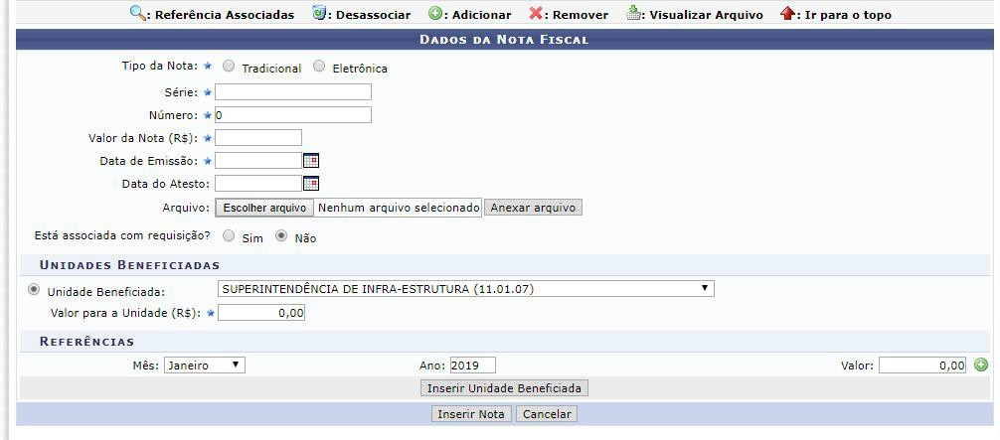 : Referência Associadas : Desassociar : Adicionar : Remover : Visualizar Arquivo : Ir para o topo
Dados da Nota Fiscal
Tipo da Nota: Tradicional Eletrônica
Série:
Número: 0
Valor da Nota (R$):
Data de Emissão:
Data do Atesto:
Arquivo: Escolher arquivo Nenhum arquivo selecionado Anexar arquivo
Está associada com requisição? Sim Não
Unidades Beneficiadas
Unidade Beneficiada: SUPERINTENDÊNCIA DE INFRA-ESTRUTURA (11.01.07)
Valor para a Unidade (R$): 0,00
Referências
Mês: Janeiro Ano: 2019 Valor: 0,00
Inserir Unidade Beneficiada
Inserir Nota Cancelar